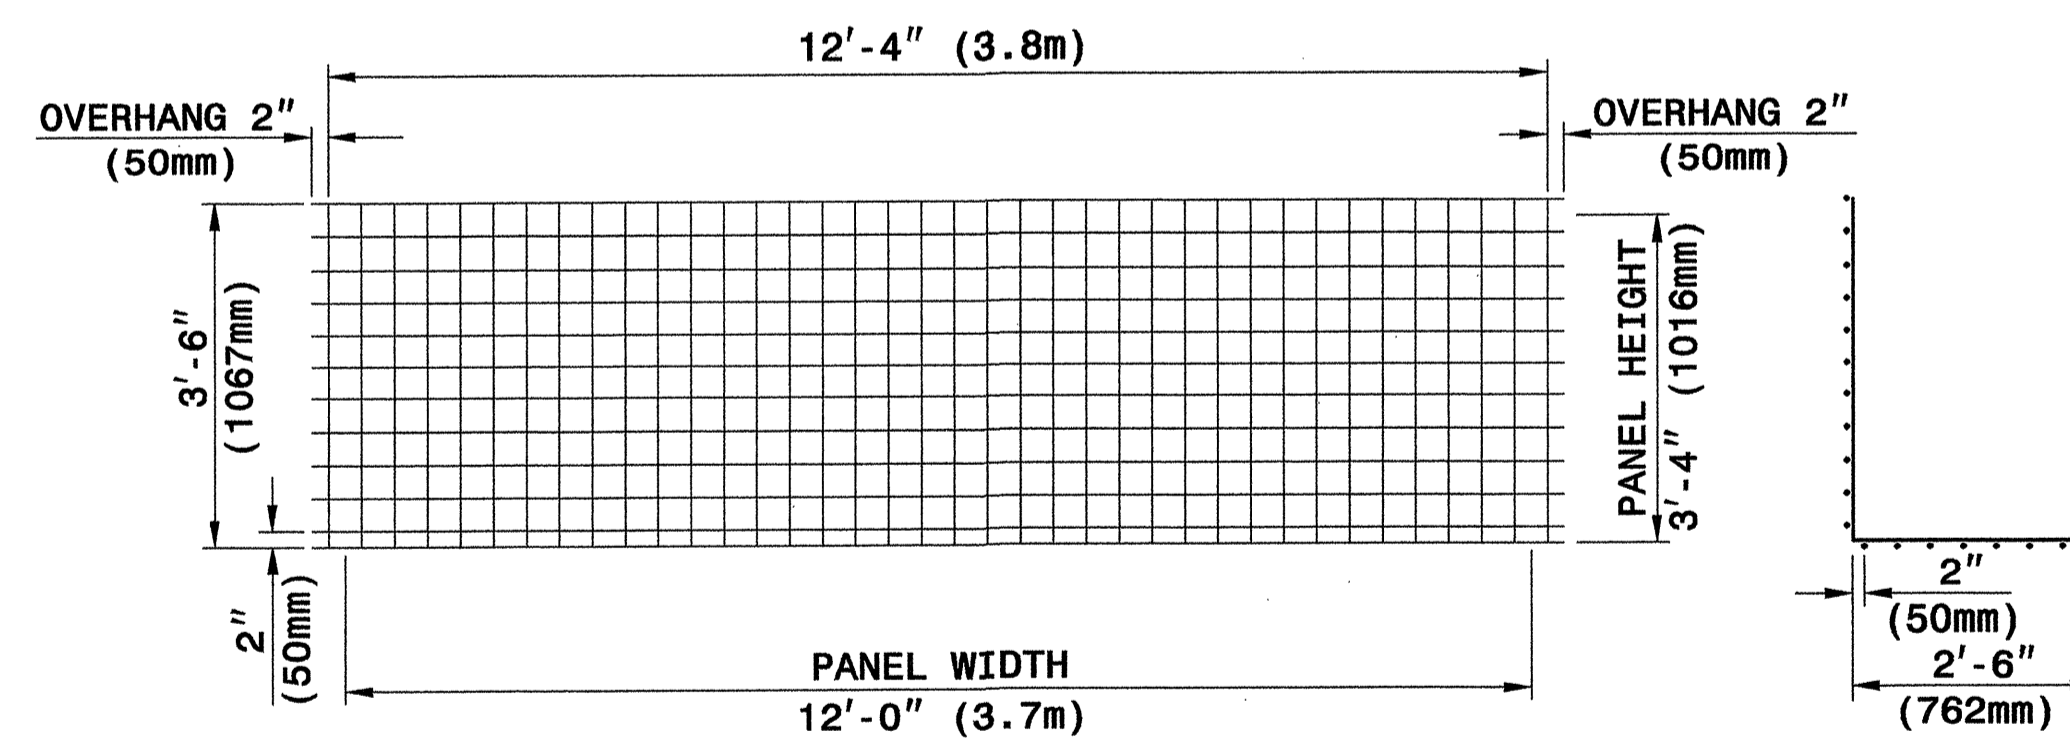 12'-4" (3.8m)
OVERHANG 2"
(50mm)
OVERHANG 2"
(50mm)
3'-6"
(1067mm)
PANEL HEIGHT
3'-4" (1016mm)
2"
(50mm)
2"
(50mm)
2'-6"
(762mm)
PANEL WIDTH
12'-0" (3.7m)